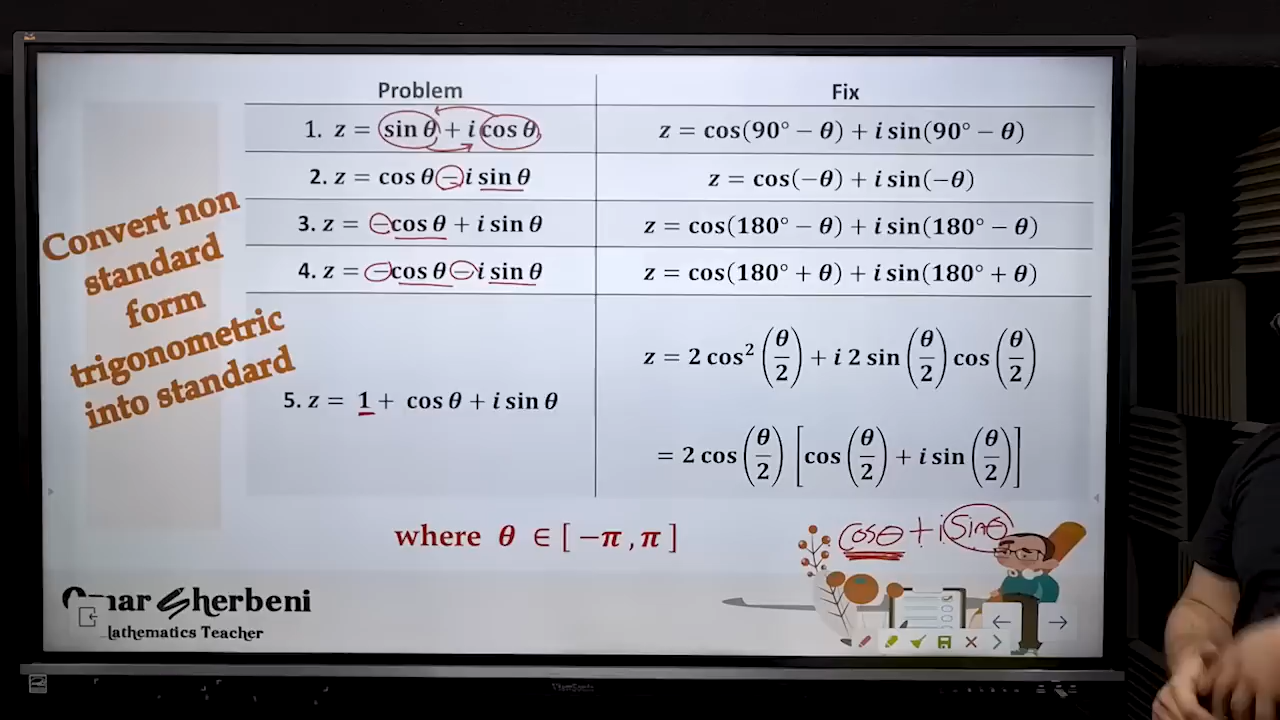 Problem
Fix
1. z = sin θ + i cos θ
z = cos(90° − θ) + i sin(90° − θ)
2. z = cos θ − i sin θ
z = cos(−θ) + i sin(−θ)
3. z = −cos θ + i sin θ
z = cos(180° − θ) + i sin(180° − θ)
4. z = −cos θ − i sin θ
z = cos(180° + θ) + i sin(180° + θ)
Convert non
standard
form
trigonometric
into standard
5. z = 1 + cos θ + i sin θ
z = 2 cos² (θ/2) + i 2 sin (θ/2) cos (θ/2)
= 2 cos (θ/2) [cos (θ/2) + i sin (θ/2)]
where θ ∈ [−π , π]
cosθ + i sinθ
Omar Sherbeni
Mathematics Teacher